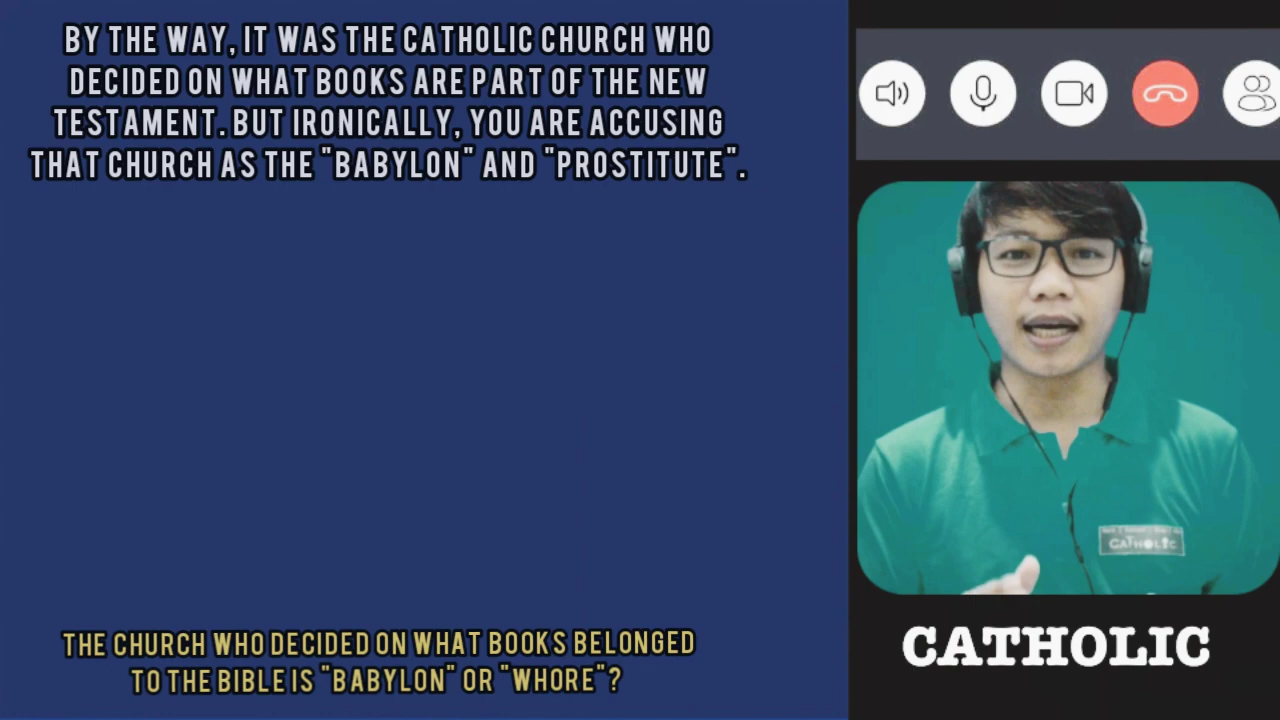 BY THE WAY, IT WAS THE CATHOLIC CHURCH WHO
DECIDED ON WHAT BOOKS ARE PART OF THE NEW
TESTAMENT. BUT IRONICALLY, YOU ARE ACCUSING
THAT CHURCH AS THE "BABYLON" AND "PROSTITUTE".
CATHOLIC
CATHOLIC
THE CHURCH WHO DECIDED ON WHAT BOOKS BELONGED
TO THE BIBLE IS "BABYLON" OR "WHORE"?